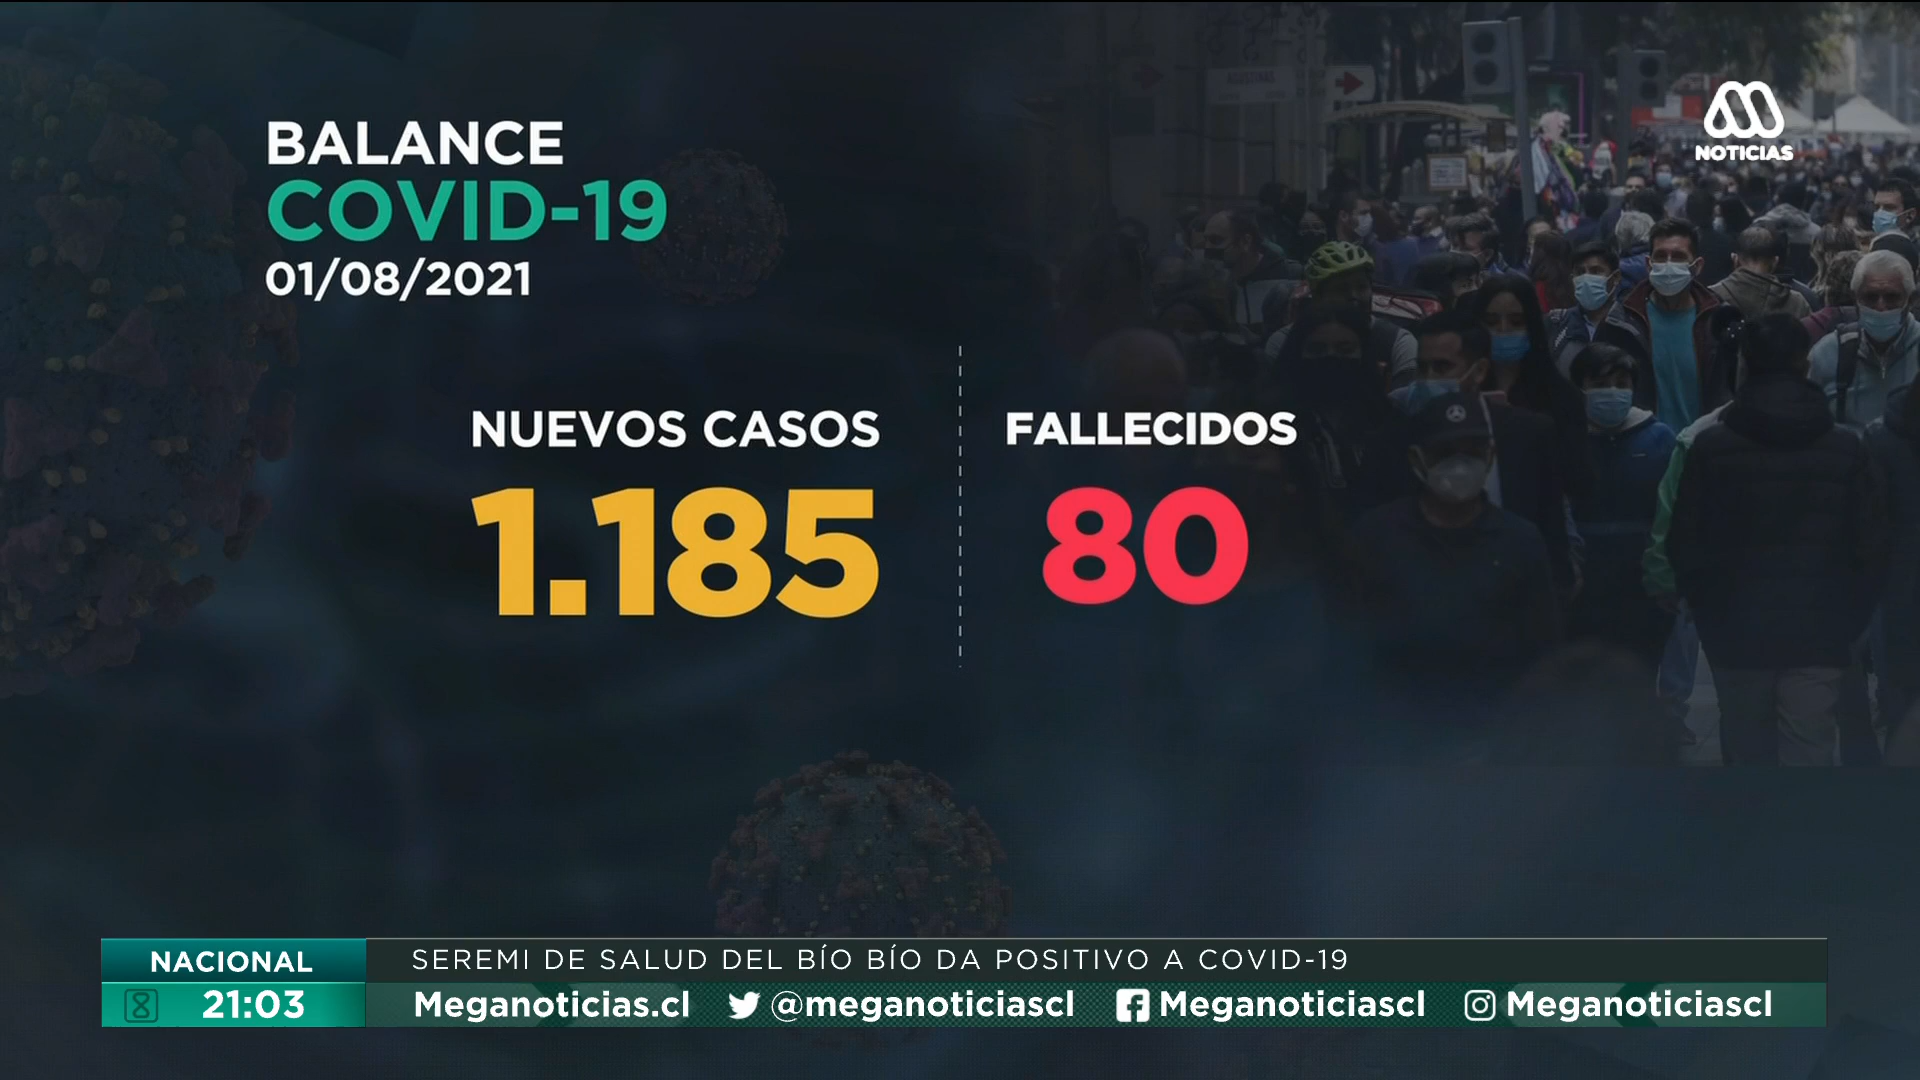 BALANCE
COVID-19
01/08/2021
NOTICIAS
AGUSTINAS
NUEVOS CASOS
1.185
FALLECIDOS
80
NACIONAL
SEREMI DE SALUD DEL BÍO BÍO DA POSITIVO A COVID-19
21:03
Meganoticias.cl @meganoticiascl Meganoticiascl Meganoticiascl